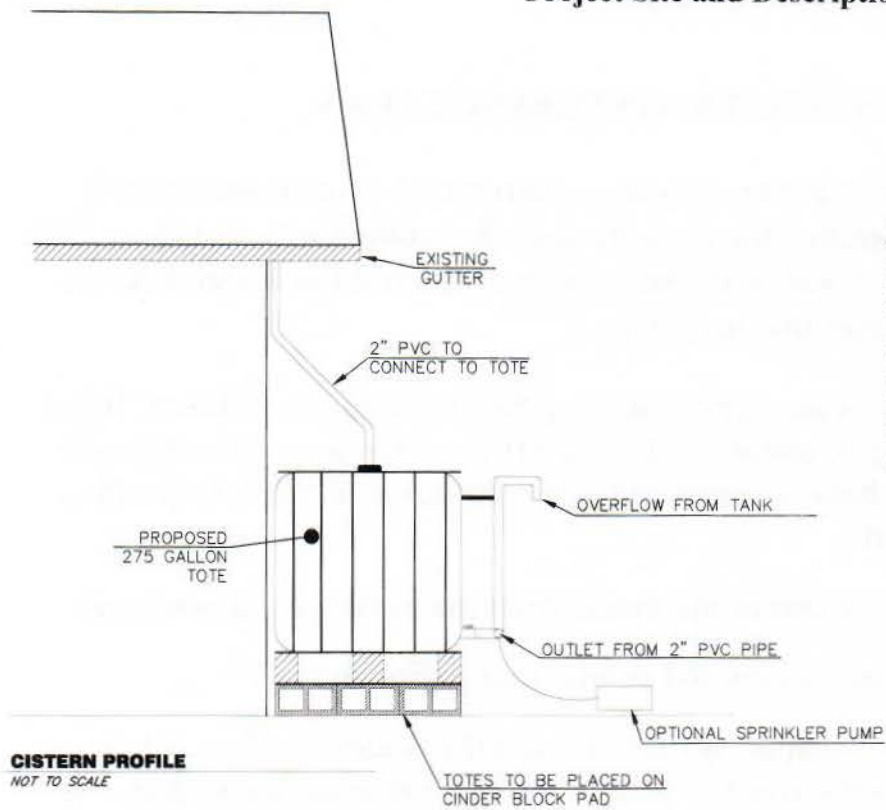 EXISTING
GUTTER
2" PVC TO
CONNECT TO TOTE
OVERFLOW FROM TANK
PROPOSED
275 GALLON
TOTE
OUTLET FROM 2" PVC PIPE
OPTIONAL SPRINKLER PUMP
CISTERN PROFILE
NOT TO SCALE
TOTES TO BE PLACED ON
CINDER BLOCK PAD